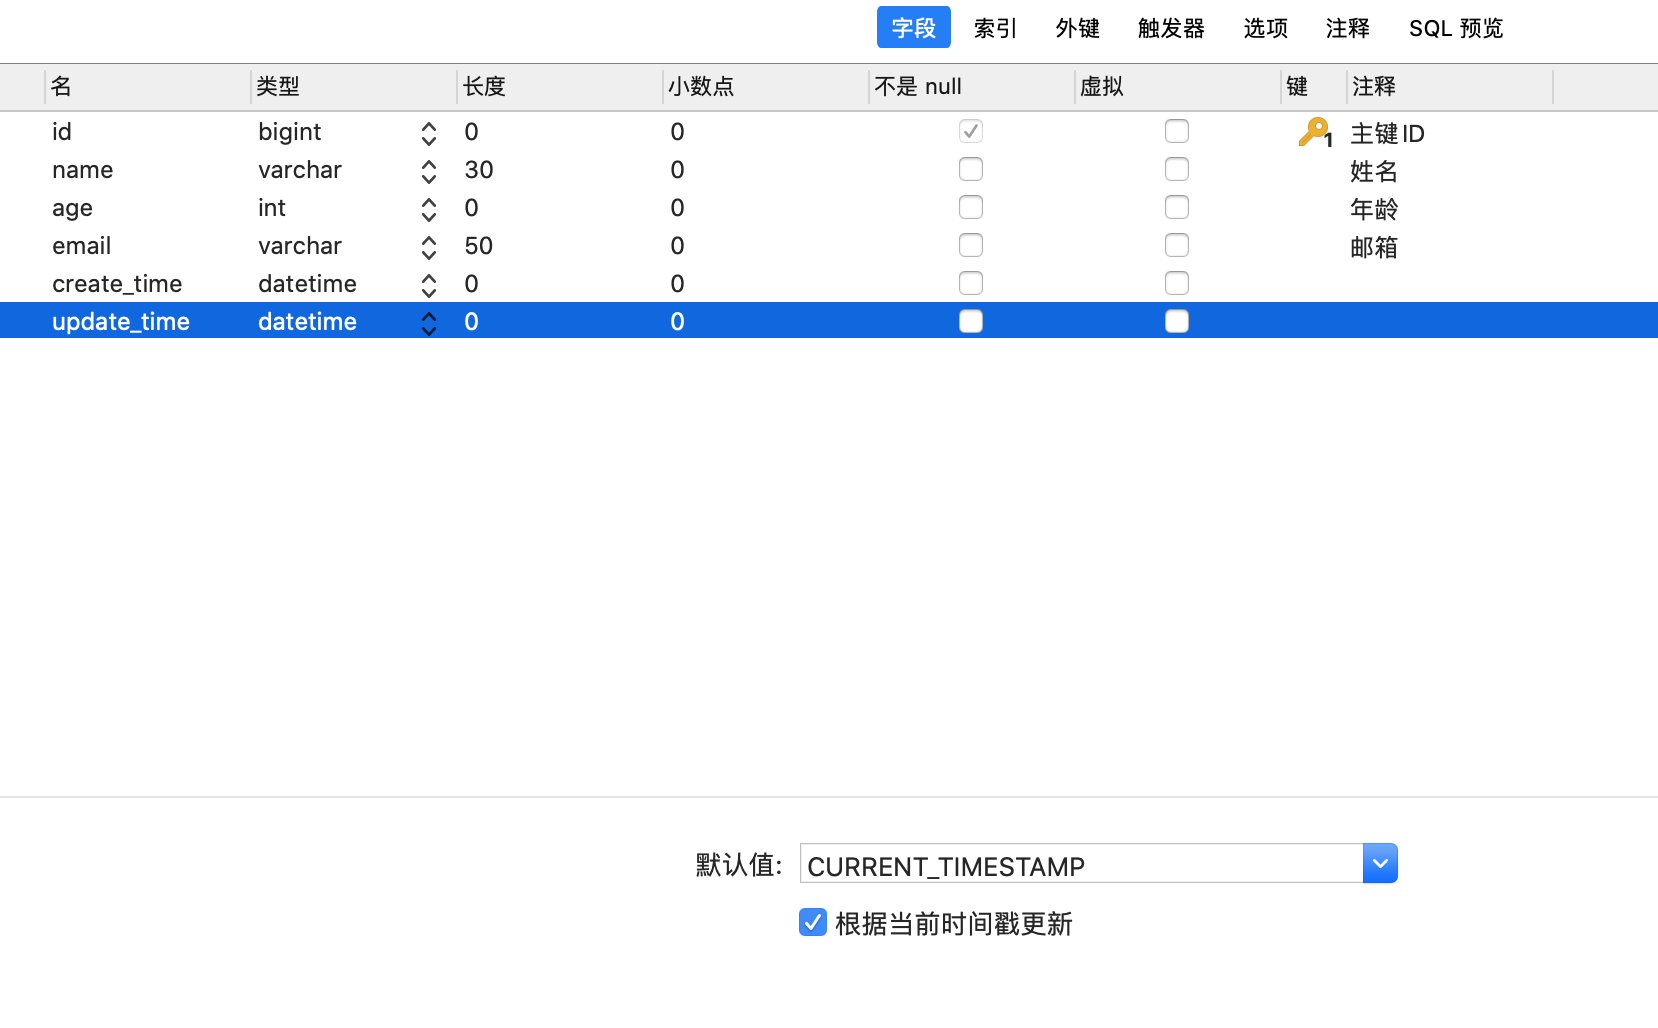 字段 索引 外键 触发器 选项 注释 SQL 预览
名 类型 长度 小数点 不是 null 虚拟 键 注释
id bigint 0 0 1 主键ID
name varchar 30 0 姓名
age int 0 0 年龄
email varchar 50 0 邮箱
create_time datetime 0 0
update_time datetime 0 0
默认值: CURRENT_TIMESTAMP
根据当前时间戳更新